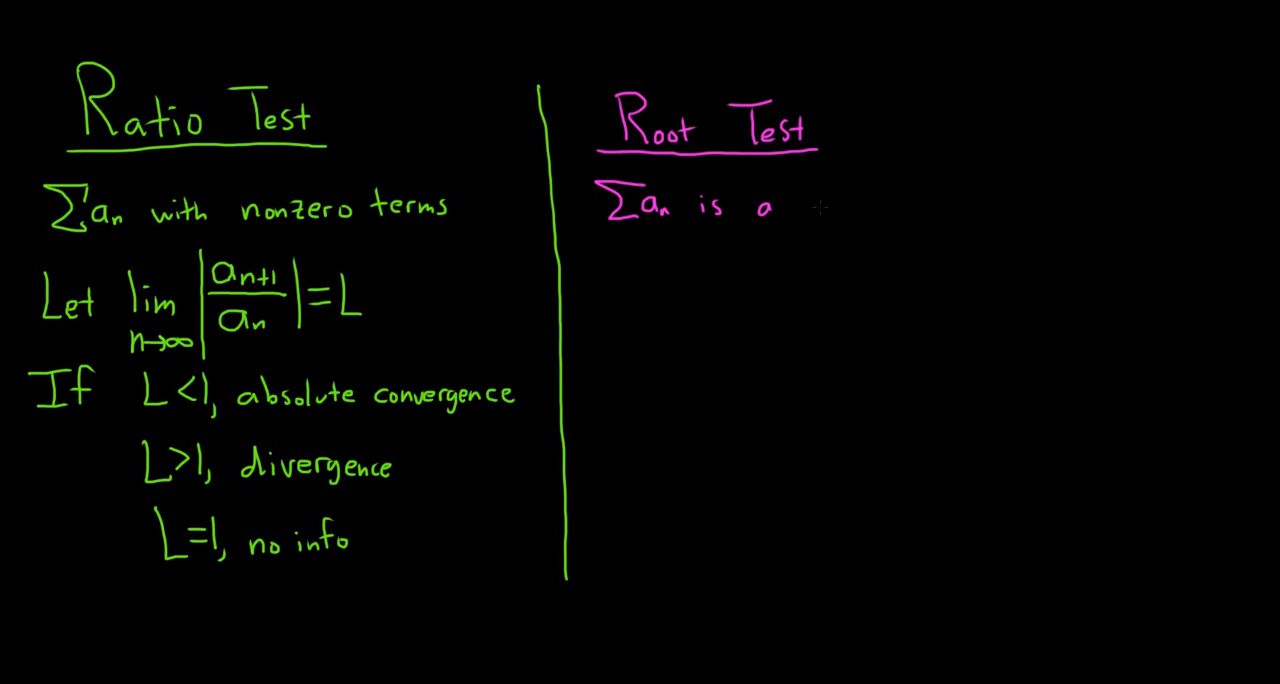 Ratio Test
∑an with nonzero terms
Let lim n→∞ |an+1/an| = L
If L<1, absolute convergence
L>1, divergence
L=1, no info
Root Test
∑an is a